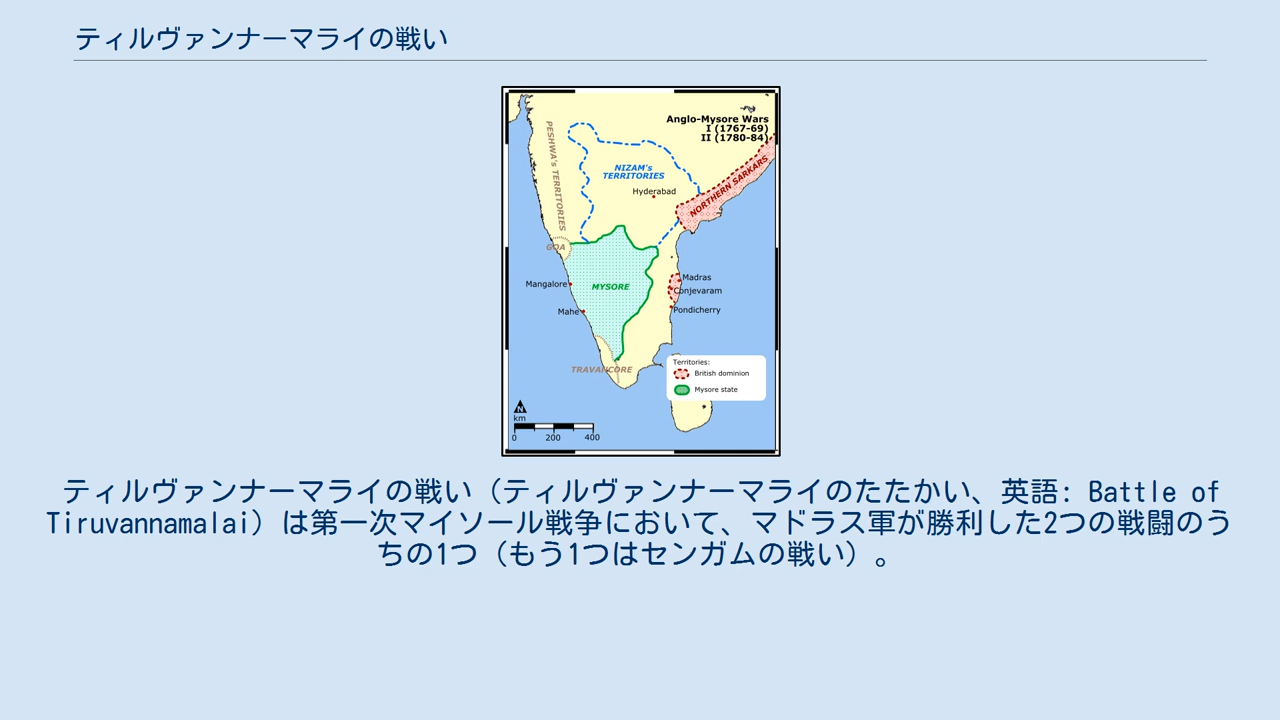 ティルヴァンナーマライの戦い
Anglo-Mysore Wars
I (1767-69)
II (1780-84)
PESHWA's TERRITORIES
NIZAM's
TERRITORIES
Hyderabad
NORTHERN SARKARS
GOA
Mangalore
MYSORE
Madras
Conjevaram
Mahe
Pondicherry
TRAVANCORE
Territories:
British dominion
Mysore state
N
km
0 200 400
ティルヴァンナーマライの戦い（ティルヴァンナーマライのたたかい、英語: Battle of
Tiruvannamalai）は第一次マイソール戦争において、マドラス軍が勝利した2つの戦闘のう
ちの1つ（もう1つはセンガムの戦い）。